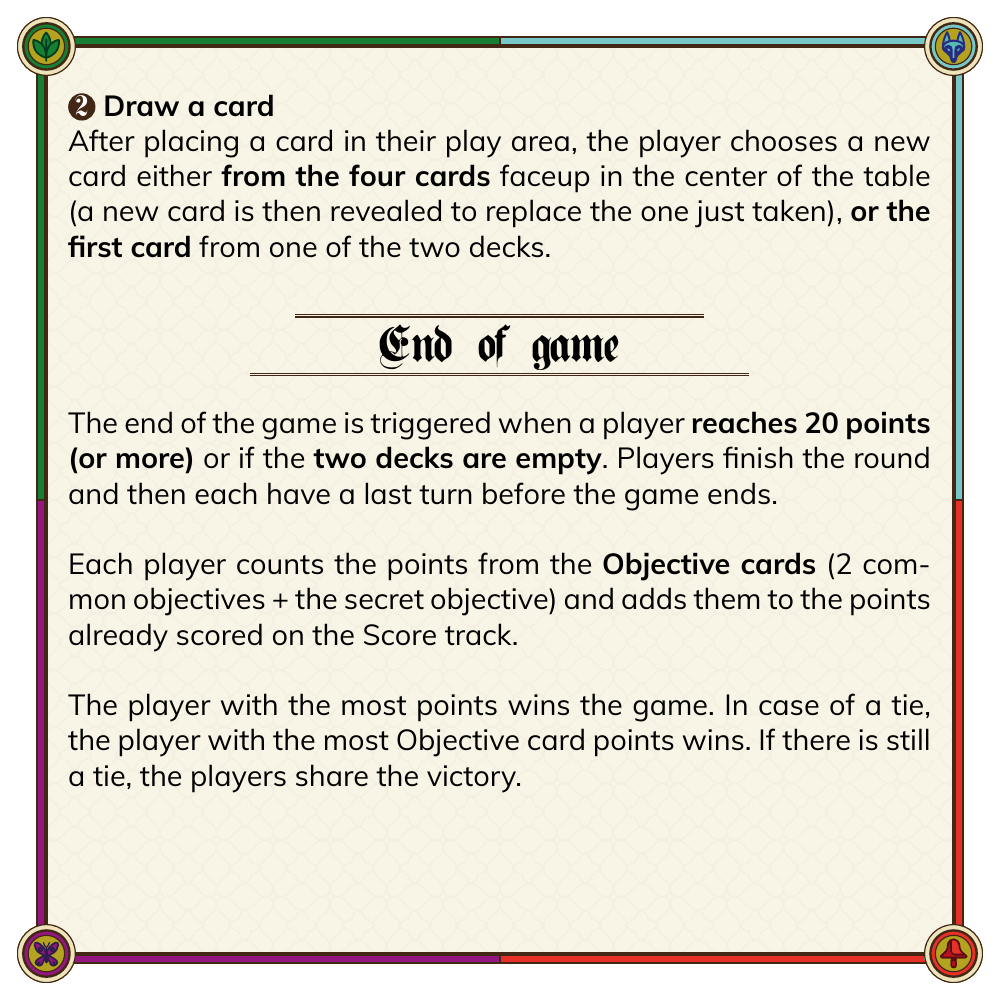 2 Draw a card
After placing a card in their play area, the player chooses a new
card either from the four cards faceup in the center of the table
(a new card is then revealed to replace the one just taken), or the
first card from one of the two decks.
End of game
The end of the game is triggered when a player reaches 20 points
(or more) or if the two decks are empty. Players finish the round
and then each have a last turn before the game ends.
Each player counts the points from the Objective cards (2 com-
mon objectives + the secret objective) and adds them to the points
already scored on the Score track.
The player with the most points wins the game. In case of a tie,
the player with the most Objective card points wins. If there is still
a tie, the players share the victory.